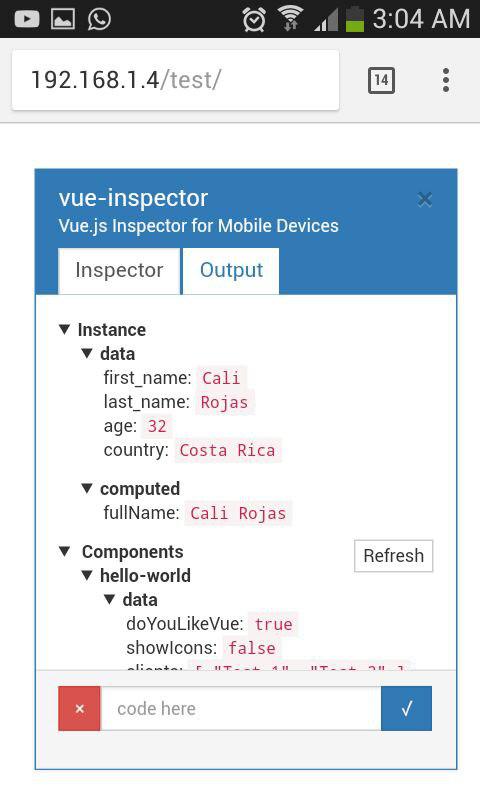 3:04 AM
192.168.1.4/test/
14
vue-inspector
×
Vue.js Inspector for Mobile Devices
Inspector
Output
▼ Instance
▼ data
first_name: Cali
last_name: Rojas
age: 32
country: Costa Rica
▼ computed
fullName: Cali Rojas
▼ Components
Refresh
▼ hello-world
▼ data
doYouLikeVue: true
showIcons: false
× code here √